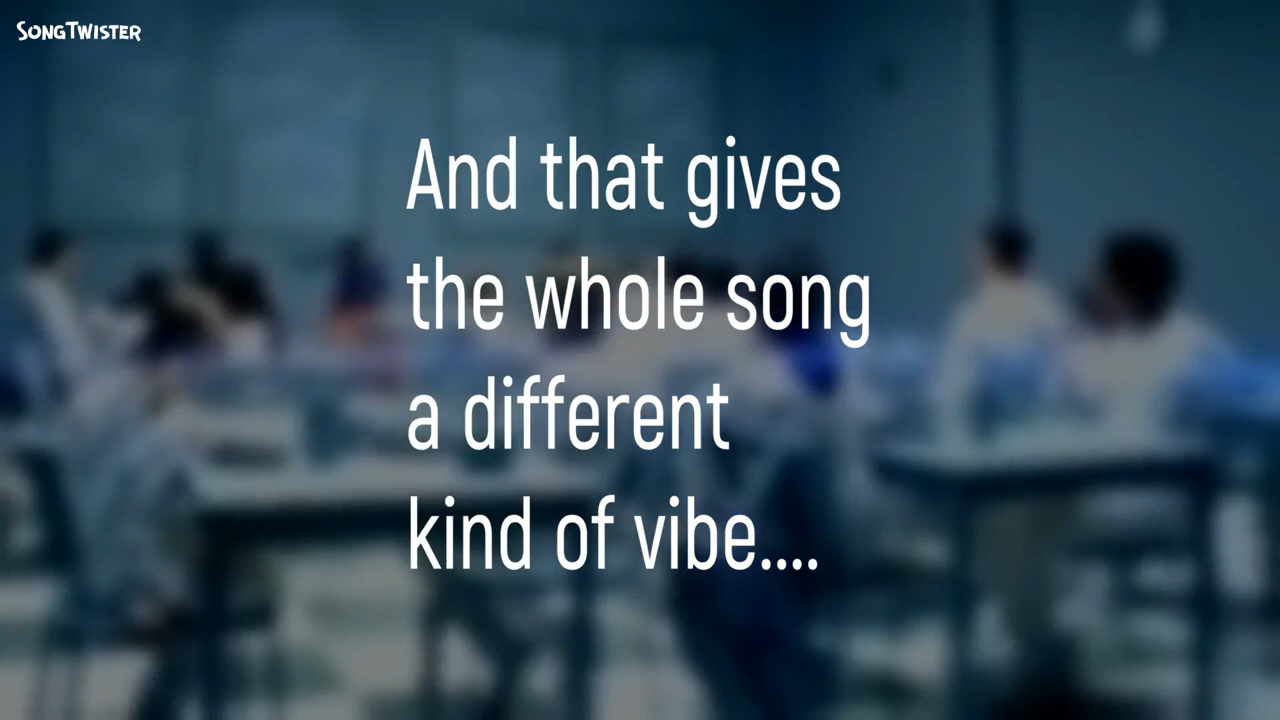 SongTwister
And that gives
the whole song
a different
kind of vibe....